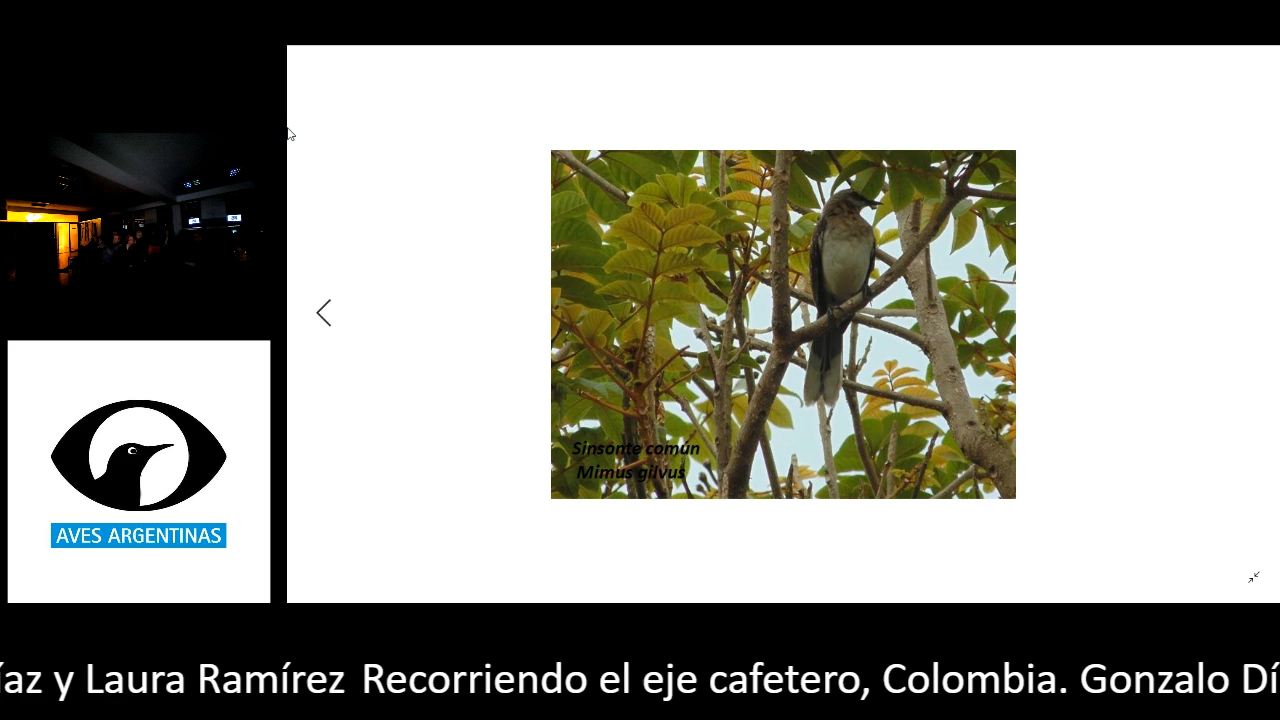 Sinsonte común
Mimus gilvus
AVES ARGENTINAS
íaz y Laura Ramírez Recorriendo el eje cafetero, Colombia. Gonzalo Dí